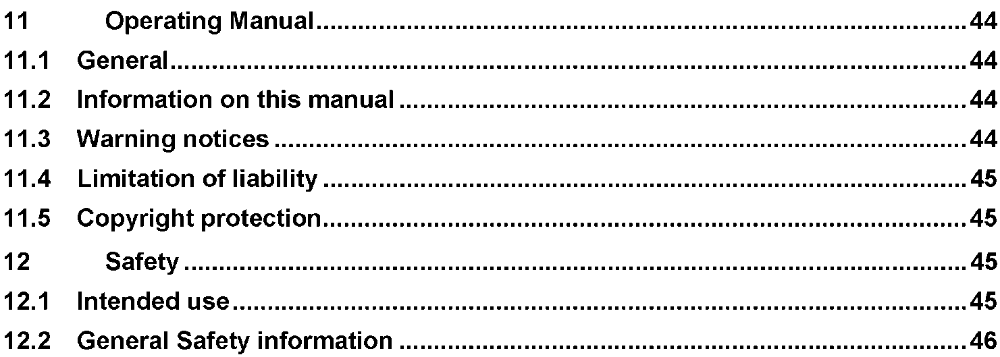 11 Operating Manual........................................................................................................ 44
11.1 General................................................................................................................................ 44
11.2 Information on this manual ........................................................................................... 44
11.3 Warning notices ............................................................................................................... 44
11.4 Limitation of liability ....................................................................................................... 45
11.5 Copyright protection....................................................................................................... 45
12 Safety ............................................................................................................................. 45
12.1 Intended use...................................................................................................................... 45
12.2 General Safety information ........................................................................................... 46